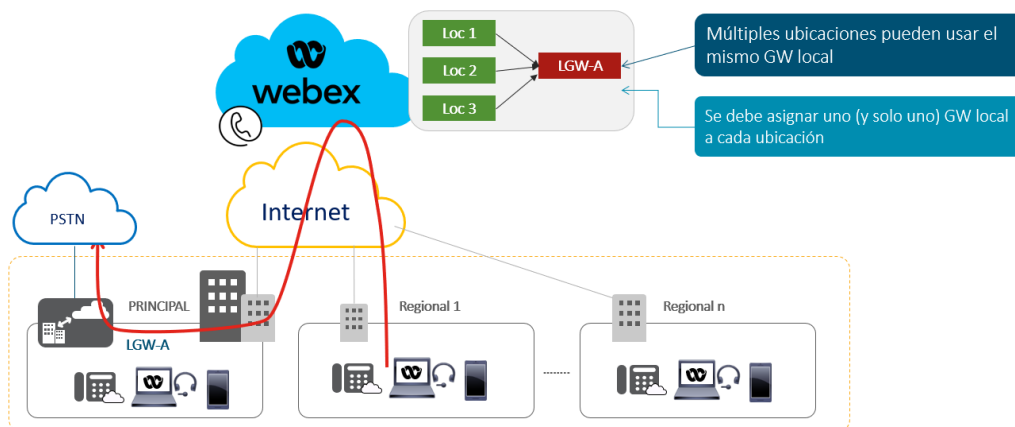 Loc 1
Loc 2
Loc 3
LGW-A
Múltiples ubicaciones pueden usar el
mismo GW local
Se debe asignar uno (y solo uno) GW local
a cada ubicación
webex
Internet
PSTN
PRINCIPAL
LGW-A
Regional 1
Regional n